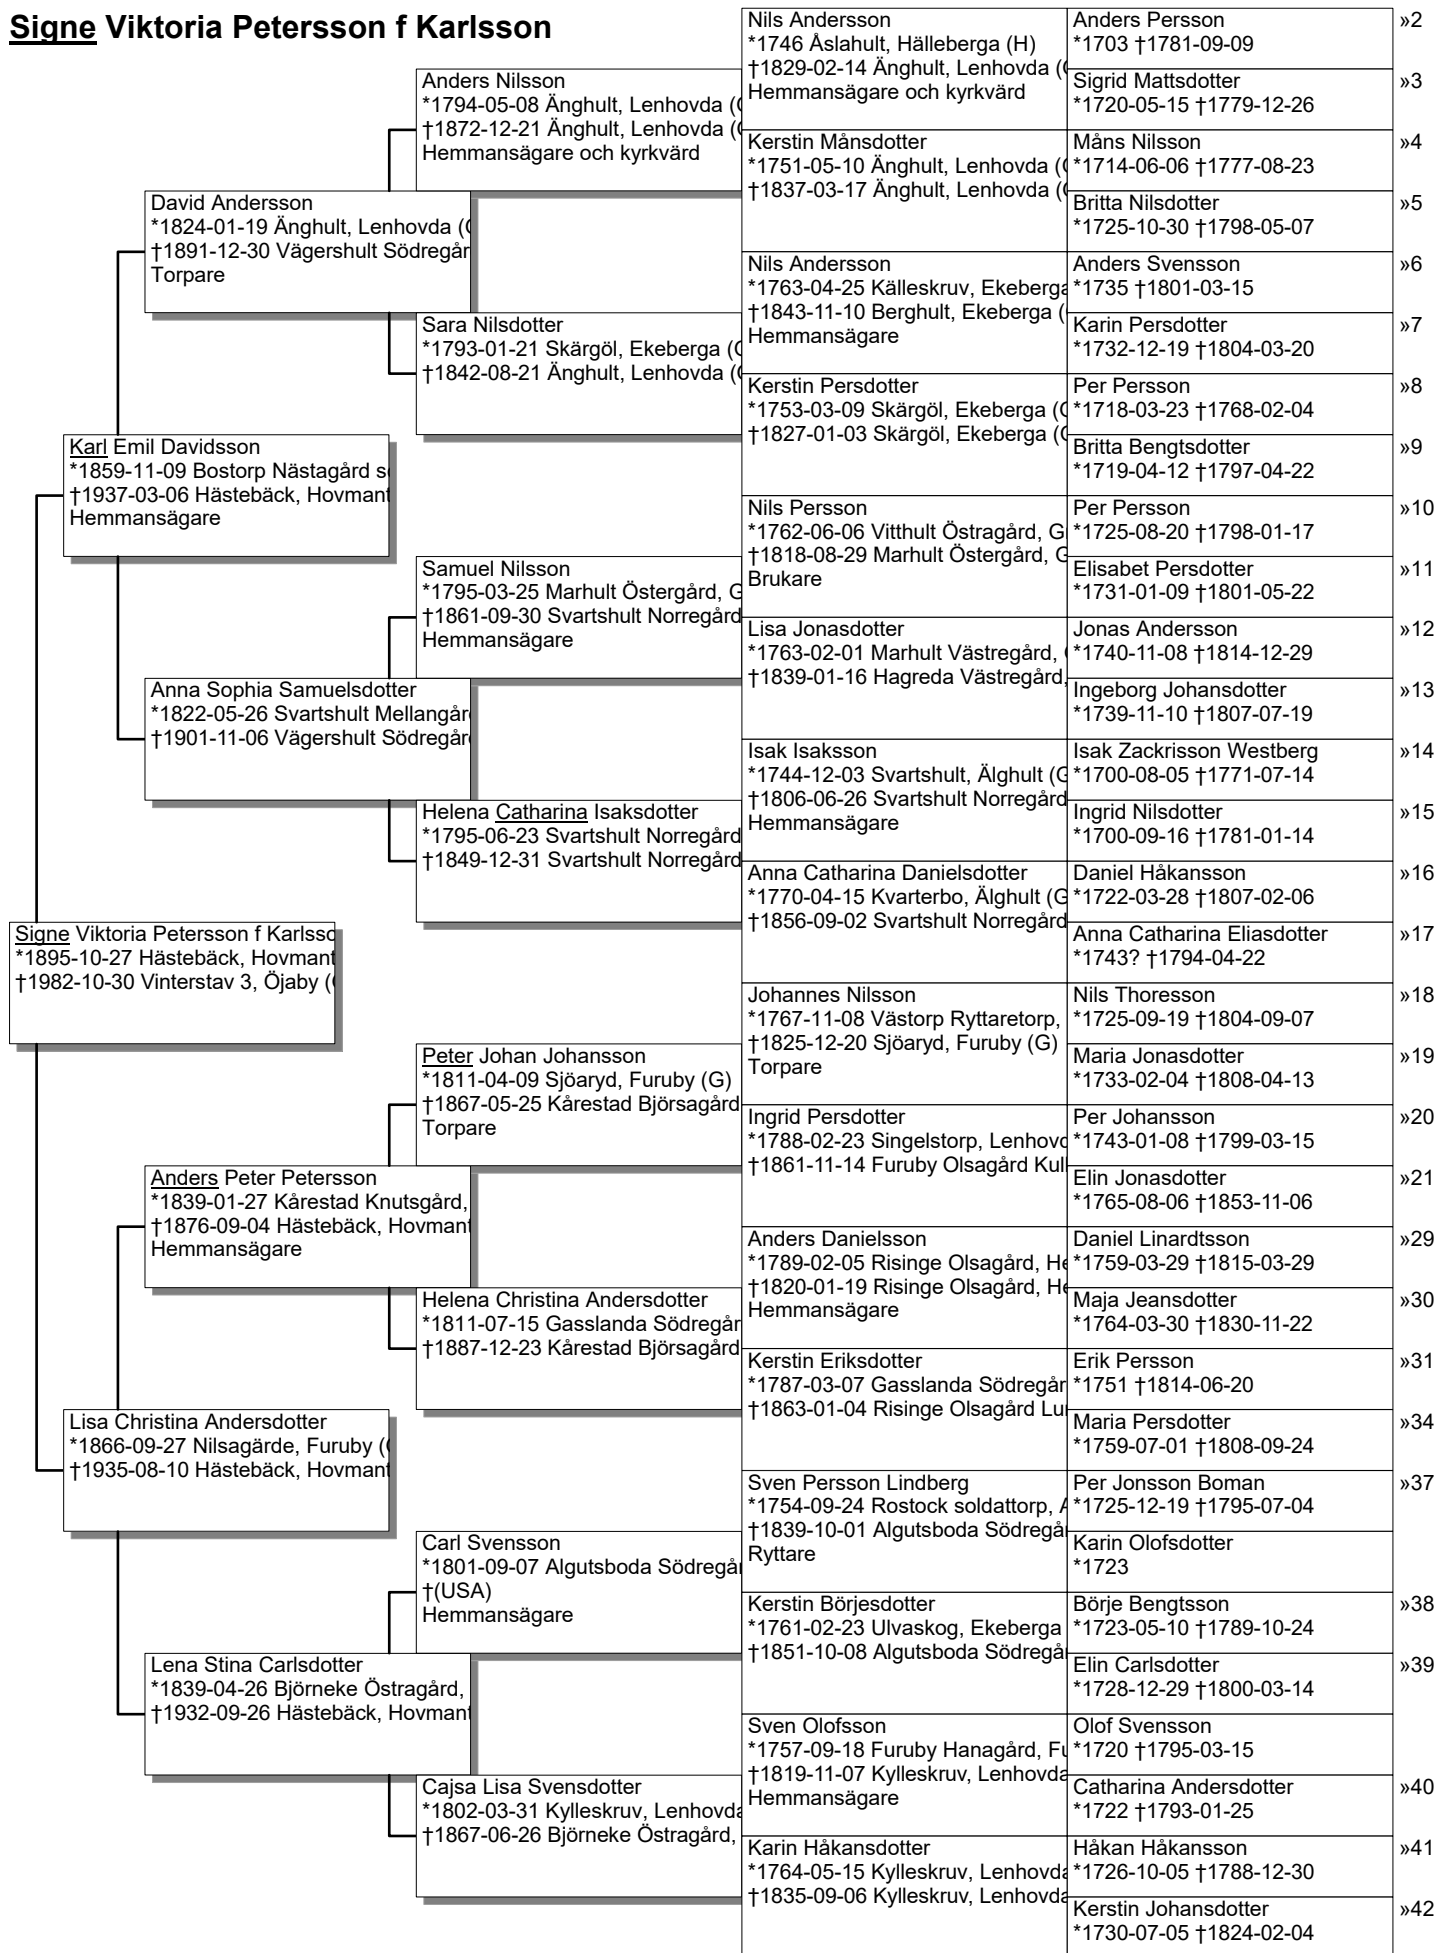 Signe Viktoria Petersson f Karlsson
Signe Viktoria Petersson f Karlssc
*1895-10-27 Hästebäck, Hovmant
†1982-10-30 Vinterstav 3, Öjaby (
Karl Emil Davidsson
*1859-11-09 Bostorp Nästagård s
†1937-03-06 Hästebäck, Hovmant
Hemmansägare
Lisa Christina Andersdotter
*1866-09-27 Nilsagärde, Furuby (
†1935-08-10 Hästebäck, Hovmant
David Andersson
*1824-01-19 Änghult, Lenhovda (
†1891-12-30 Vägershult Södregår
Torpare
Anna Sophia Samuelsdotter
*1822-05-26 Svartshult Mellangår
†1901-11-06 Vägershult Södregår
Anders Peter Petersson
*1839-01-27 Kårestad Knutsgård,
†1876-09-04 Hästebäck, Hovmant
Hemmansägare
Lena Stina Carlsdotter
*1839-04-26 Björneke Östragård,
†1932-09-26 Hästebäck, Hovmant
Anders Nilsson
*1794-05-08 Änghult, Lenhovda (
†1872-12-21 Änghult, Lenhovda (
Hemmansägare och kyrkvärd
Sara Nilsdotter
*1793-01-21 Skärgöl, Ekeberga (
†1842-08-21 Änghult, Lenhovda (
Samuel Nilsson
*1795-03-25 Marhult Östergård, G
†1861-09-30 Svartshult Norregård
Hemmansägare
Helena Catharina Isaksdotter
*1795-06-23 Svartshult Norregård
†1849-12-31 Svartshult Norregård
Peter Johan Johansson
*1811-04-09 Sjöaryd, Furuby (G)
†1867-05-25 Kårestad Björsagård
Torpare
Helena Christina Andersdotter
*1811-07-15 Gasslanda Södregår
†1887-12-23 Kårestad Björsagård
Carl Svensson
*1801-09-07 Algutsboda Södregår
†(USA)
Hemmansägare
Cajsa Lisa Svensdotter
*1802-03-31 Kylleskruv, Lenhovda
†1867-06-26 Björneke Östragård,
Nils Andersson
*1746 Åslahult, Hälleberga (H)
†1829-02-14 Änghult, Lenhovda (
Hemmansägare och kyrkvärd
Kerstin Månsdotter
*1751-05-10 Änghult, Lenhovda (
†1837-03-17 Änghult, Lenhovda (
Nils Andersson
*1763-04-25 Källeskruv, Ekeberga
†1843-11-10 Berghult, Ekeberga (
Hemmansägare
Kerstin Persdotter
*1753-03-09 Skärgöl, Ekeberga (
†1827-01-03 Skärgöl, Ekeberga (
Nils Persson
*1762-06-06 Vitthult Östragård, G
†1818-08-29 Marhult Östergård, G
Brukare
Lisa Jonasdotter
*1763-02-01 Marhult Västregård, (
†1839-01-16 Hagreda Västregård,
Isak Isaksson
*1744-12-03 Svartshult, Älghult (G
†1806-06-26 Svartshult Norregård
Hemmansägare
Anna Catharina Danielsdotter
*1770-04-15 Kvarterbo, Älghult (G
†1856-09-02 Svartshult Norregård
Johannes Nilsson
*1767-11-08 Västorp Ryttaretorp,
†1825-12-20 Sjöaryd, Furuby (G)
Torpare
Ingrid Persdotter
*1788-02-23 Singelstorp, Lenhovd
†1861-11-14 Furuby Olsagård Kull
Anders Danielsson
*1789-02-05 Risinge Olsagård, He
†1820-01-19 Risinge Olsagård, He
Hemmansägare
Kerstin Eriksdotter
*1787-03-07 Gasslanda Södregår
†1863-01-04 Risinge Olsagård Lu
Sven Persson Lindberg
*1754-09-24 Rostock soldattorp, A
†1839-10-01 Algutsboda Södregår
Ryttare
Kerstin Börjesdotter
*1761-02-23 Ulvaskog, Ekeberga
†1851-10-08 Algutsboda Södregår
Sven Olofsson
*1757-09-18 Furuby Hanagård, Fu
†1819-11-07 Kylleskruv, Lenhovda
Hemmansägare
Karin Håkansdotter
*1764-05-15 Kylleskruv, Lenhovda
†1835-09-06 Kylleskruv, Lenhovda
Anders Persson »2
*1703 †1781-09-09
Sigrid Mattsdotter »3
*1720-05-15 †1779-12-26
Måns Nilsson »4
*1714-06-06 †1777-08-23
Britta Nilsdotter »5
*1725-10-30 †1798-05-07
Anders Svensson »6
*1735 †1801-03-15
Karin Persdotter »7
*1732-12-19 †1804-03-20
Per Persson »8
*1718-03-23 †1768-02-04
Britta Bengtsdotter »9
*1719-04-12 †1797-04-22
Per Persson »10
*1725-08-20 †1798-01-17
Elisabet Persdotter »11
*1731-01-09 †1801-05-22
Jonas Andersson »12
*1740-11-08 †1814-12-29
Ingeborg Johansdotter »13
*1739-11-10 †1807-07-19
Isak Zackrisson Westberg »14
*1700-08-05 †1771-07-14
Ingrid Nilsdotter »15
*1700-09-16 †1781-01-14
Daniel Håkansson »16
*1722-03-28 †1807-02-06
Anna Catharina Eliasdotter »17
*1743? †1794-04-22
Nils Thoresson »18
*1725-09-19 †1804-09-07
Maria Jonasdotter »19
*1733-02-04 †1808-04-13
Per Johansson »20
*1743-01-08 †1799-03-15
Elin Jonasdotter »21
*1765-08-06 †1853-11-06
Daniel Linardtsson »29
*1759-03-29 †1815-03-29
Maja Jeansdotter »30
*1764-03-30 †1830-11-22
Erik Persson »31
*1751 †1814-06-20
Maria Persdotter »34
*1759-07-01 †1808-09-24
Per Jonsson Boman »37
*1725-12-19 †1795-07-04
Karin Olofsdotter
*1723
Börje Bengtsson »38
*1723-05-10 †1789-10-24
Elin Carlsdotter »39
*1728-12-29 †1800-03-14
Olof Svensson
*1720 †1795-03-15
Catharina Andersdotter »40
*1722 †1793-01-25
Håkan Håkansson »41
*1726-10-05 †1788-12-30
Kerstin Johansdotter »42
*1730-07-05 †1824-02-04